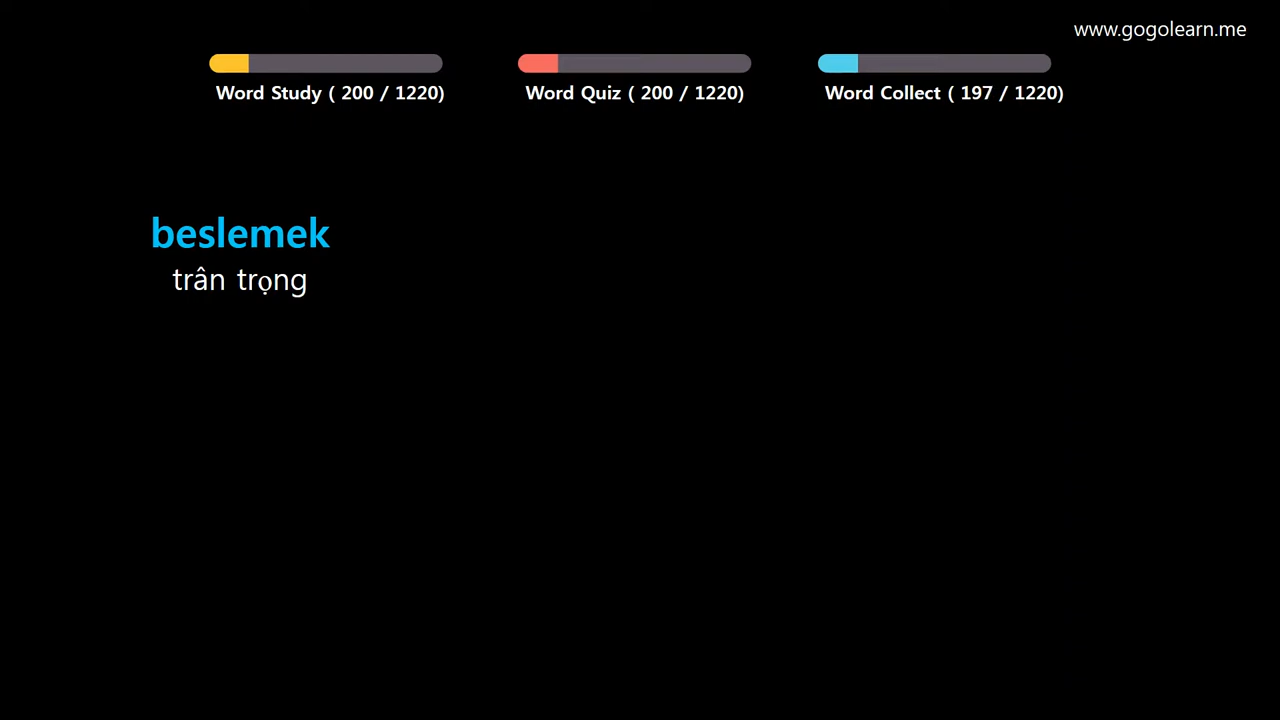 www.gogolearn.me
Word Study ( 200 / 1220)
Word Quiz ( 200 / 1220)
Word Collect ( 197 / 1220)
beslemek
trân trọng